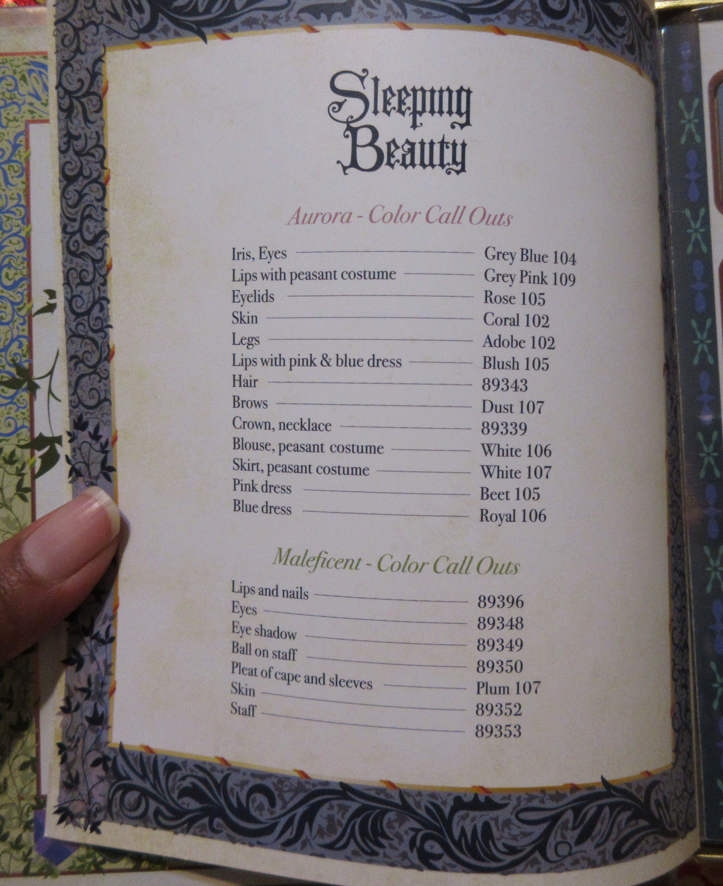 Sleeping
Beauty
Aurora - Color Call Outs
Iris, Eyes Grey Blue 104
Lips with peasant costume Grey Pink 109
Eyelids Rose 105
Skin Coral 102
Legs Adobe 102
Lips with pink & blue dress Blush 105
Hair 89343
Brows Dust 107
Crown, necklace 89339
Blouse, peasant costume White 106
Skirt, peasant costume White 107
Pink dress Beet 105
Blue dress Royal 106
Maleficent - Color Call Outs
Lips and nails 89396
Eyes 89348
Eye shadow 89349
Ball on staff 89350
Pleat of cape and sleeves Plum 107
Skin 89352
Staff 89353